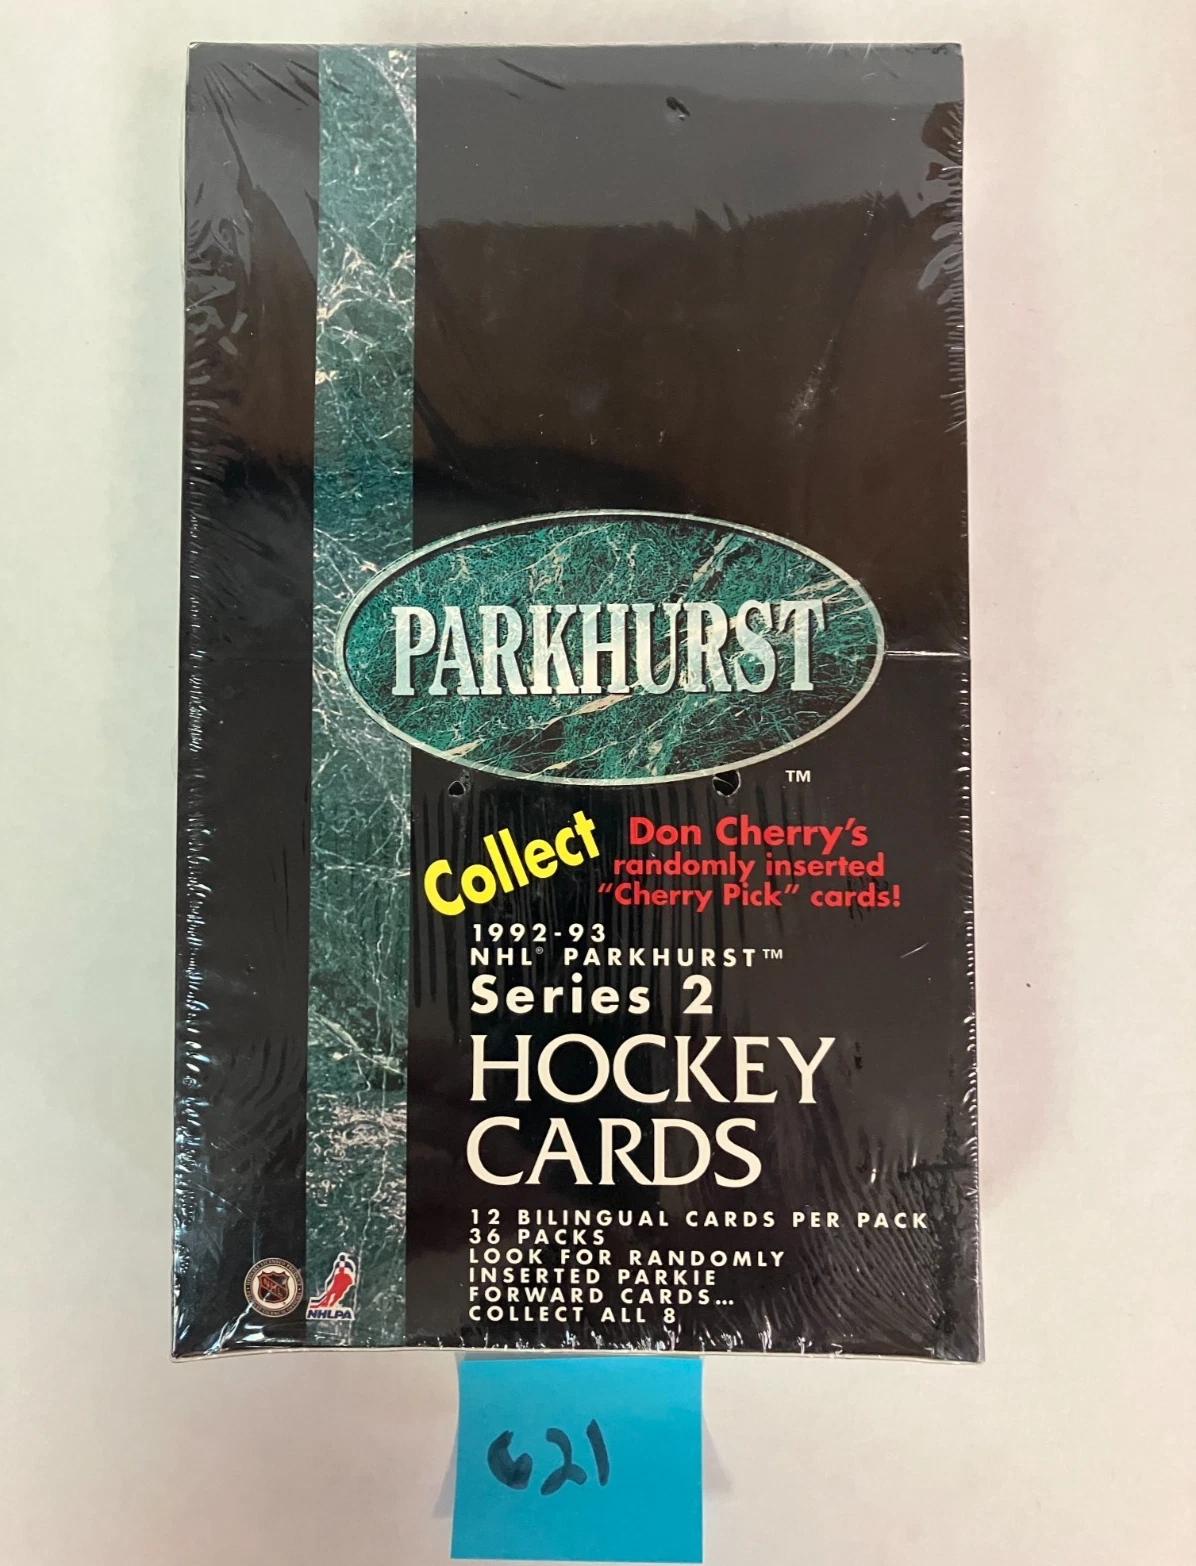 PARKHURST
TM
Collect
Don Cherry's
randomly inserted
"Cherry Pick" cards!
1992-93
NHL® PARKHURST™
Series 2
HOCKEY
CARDS
12 BILINGUAL CARDS PER PACK
36 PACKS
LOOK FOR RANDOMLY
INSERTED PARKIE
FORWARD CARDS...
COLLECT ALL 8
NHL
NHLPA
621